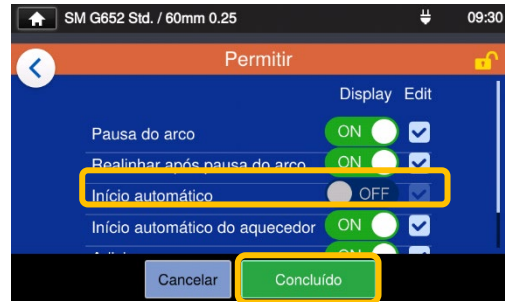 SM G652 Std. / 60mm 0.25 09:30
Permitir
Display Edit
Pausa do arco ON
Realinhar após pausa do arco ON
Início automático OFF
Início automático do aquecedor ON
ON
Cancelar Concluído